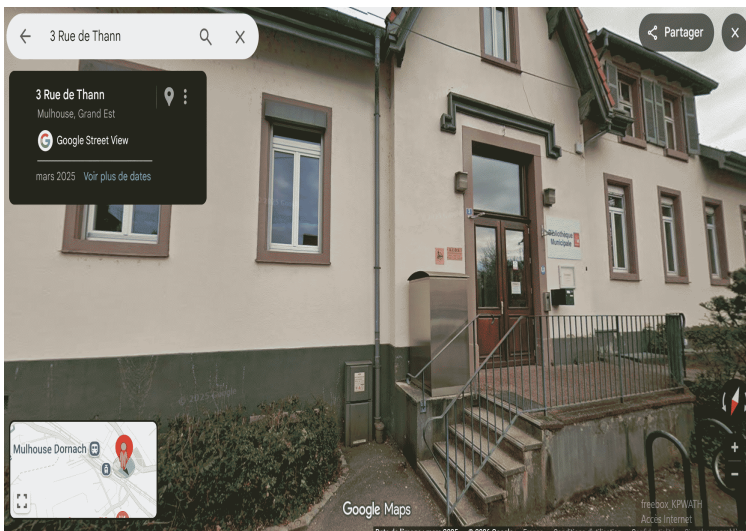 3 Rue de Thann
Partager
3 Rue de Thann
Mulhouse, Grand Est
Google Street View
mars 2025 Voir plus de dates
Bibliothèque
Municipale
Mulhouse Dornach
Google Maps
freebox_KPWATH
Acces Internet